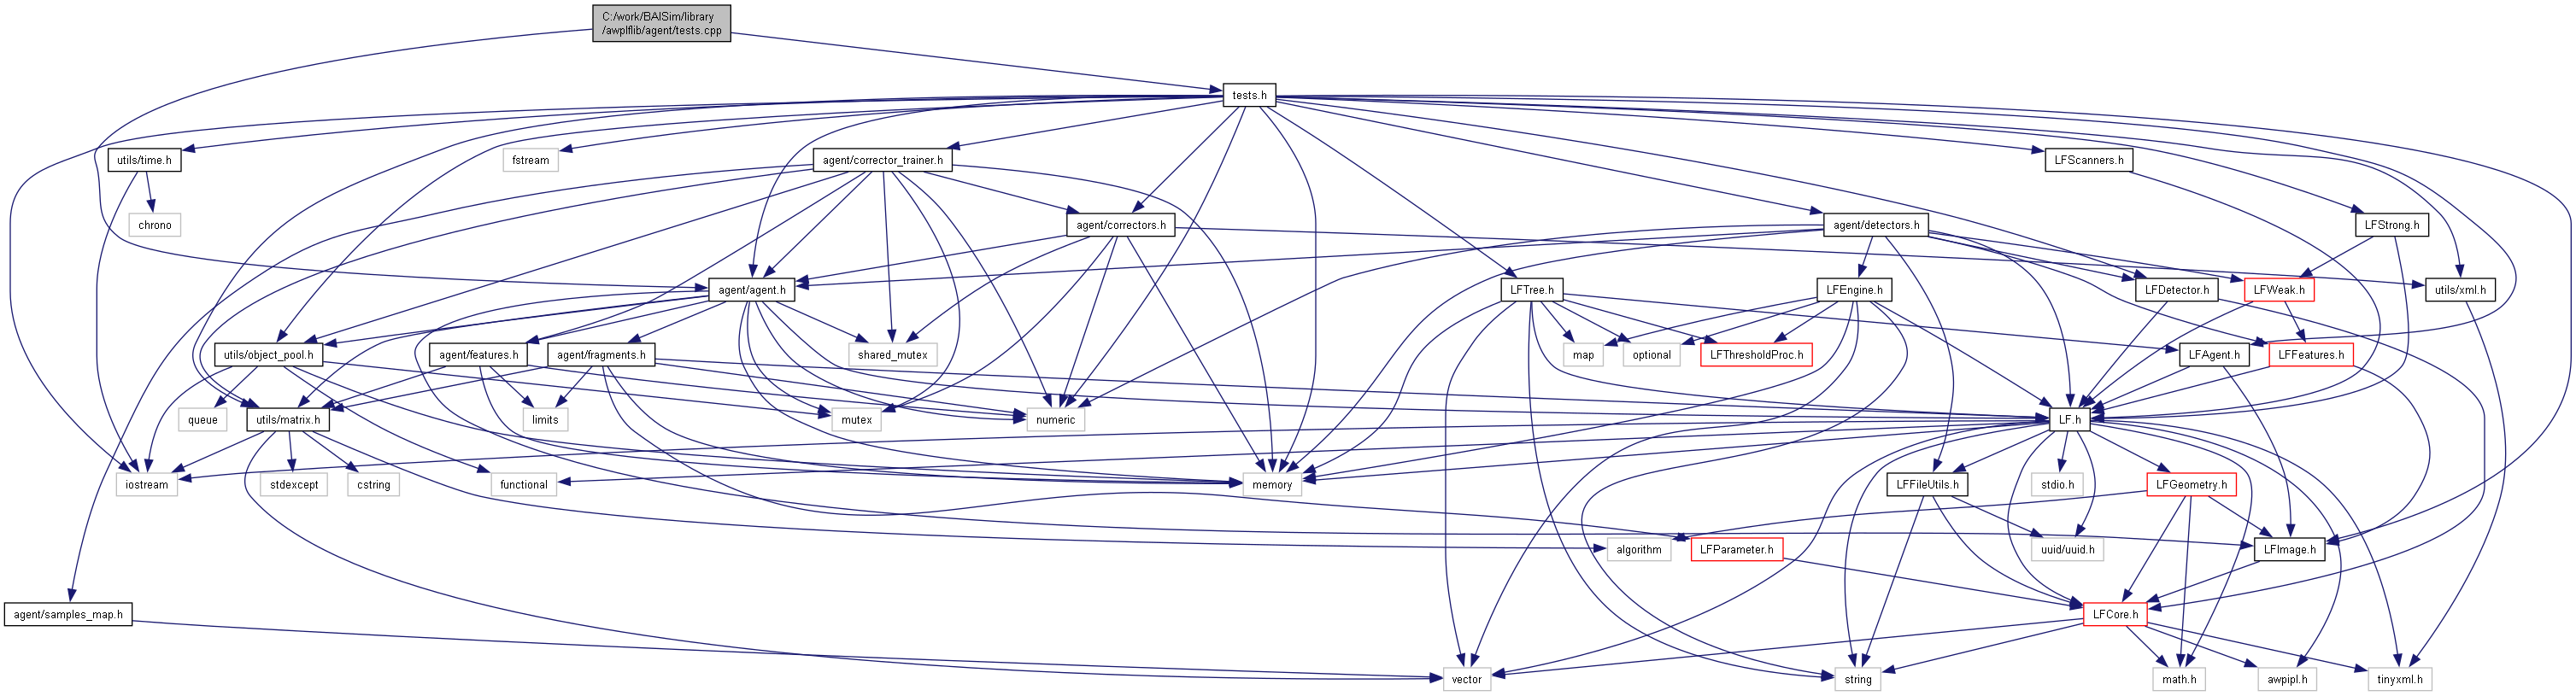 C:/work/BAISim/library
/awplflib/agent/tests.cpp
tests.h
utils/time.h
fstream
agent/corrector_trainer.h
LFScanners.h
chrono
agent/correctors.h
agent/detectors.h
LFStrong.h
agent/agent.h
LFTree.h
LFEngine.h
LFDetector.h
LFWeak.h
utils/xml.h
utils/object_pool.h
agent/features.h
agent/fragments.h
shared_mutex
map
optional
LFThresholdProc.h
LFAgent.h
LFFeatures.h
queue
utils/matrix.h
limits
mutex
numeric
LF.h
iostream
stdexcept
cstring
functional
memory
LFFileUtils.h
stdio.h
LFGeometry.h
algorithm
LFParameter.h
uuid/uuid.h
LFImage.h
agent/samples_map.h
LFCore.h
vector
string
math.h
awpipl.h
tinyxml.h